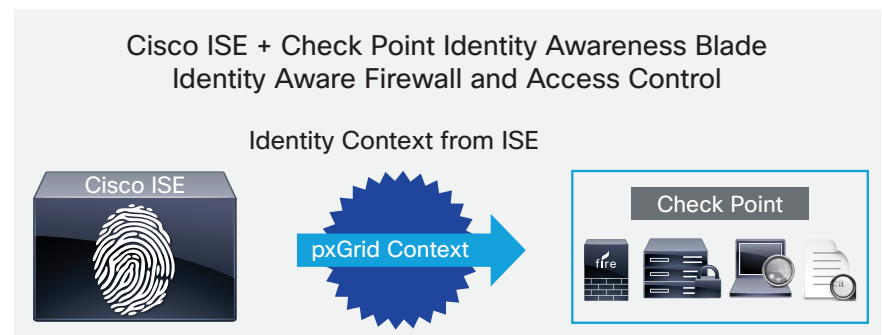 Cisco ISE + Check Point Identity Awareness Blade
Identity Aware Firewall and Access Control
Identity Context from ISE
Cisco ISE
pxGrid Context
Check Point
fire
ca